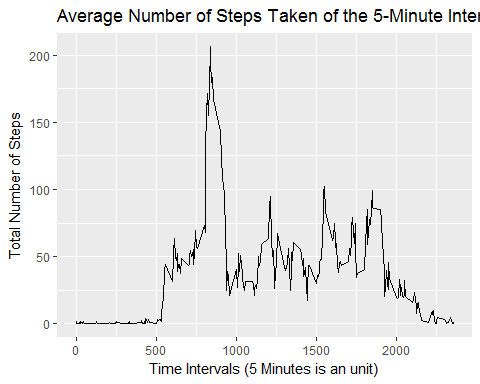 Average Number of Steps Taken of the 5-Minute Inter
Total Number of Steps
200
150
100
50
0
0 500 1000 1500 2000
Time Intervals (5 Minutes is an unit)